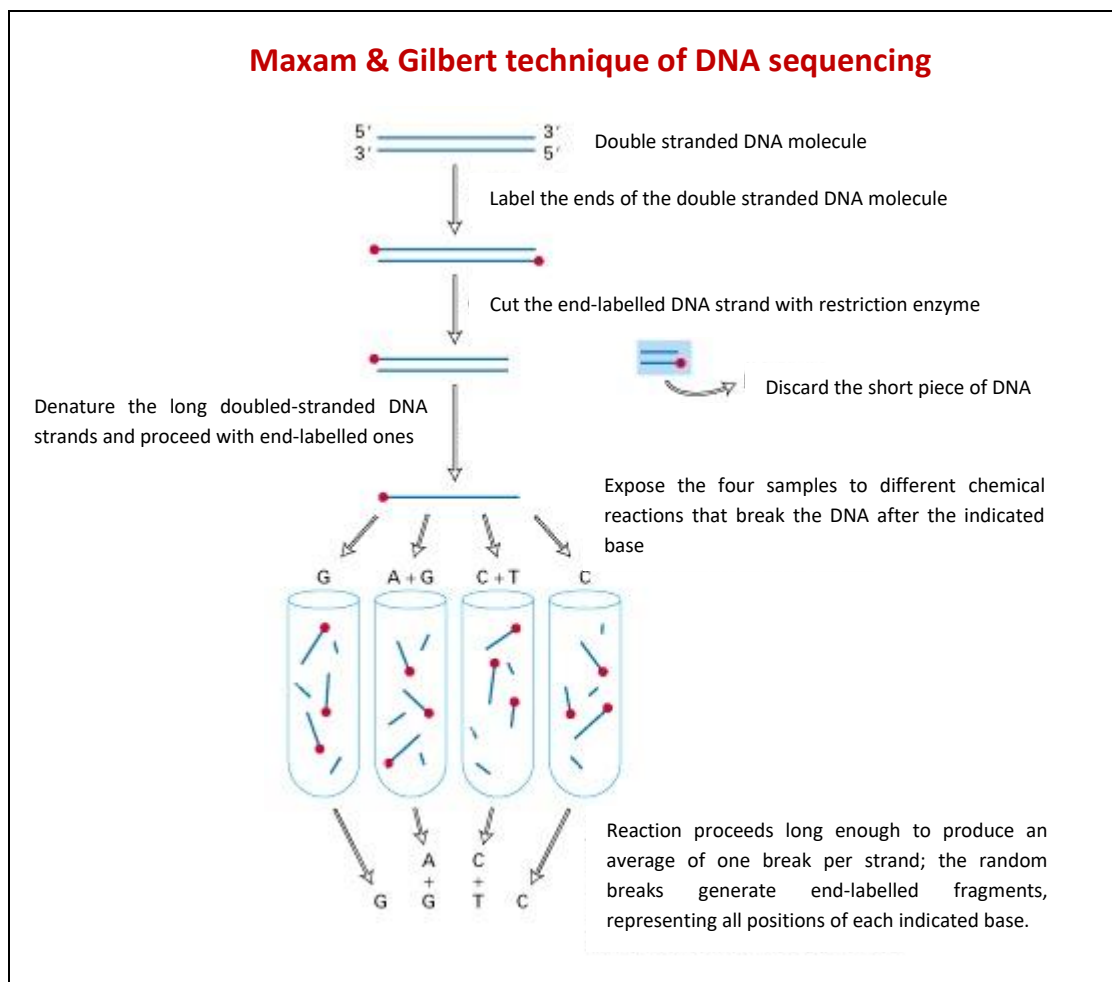 Maxam & Gilbert technique of DNA sequencing
5′ 3′
3′ 5′
Double stranded DNA molecule
Label the ends of the double stranded DNA molecule
Cut the end-labelled DNA strand with restriction enzyme
Discard the short piece of DNA
Denature the long doubled-stranded DNA
strands and proceed with end-labelled ones
Expose the four samples to different chemical
reactions that break the DNA after the indicated
base
G A+G C+T C
Reaction proceeds long enough to produce an
average of one break per strand; the random
breaks generate end-labelled fragments,
representing all positions of each indicated base.
A C
+ +
G G T C